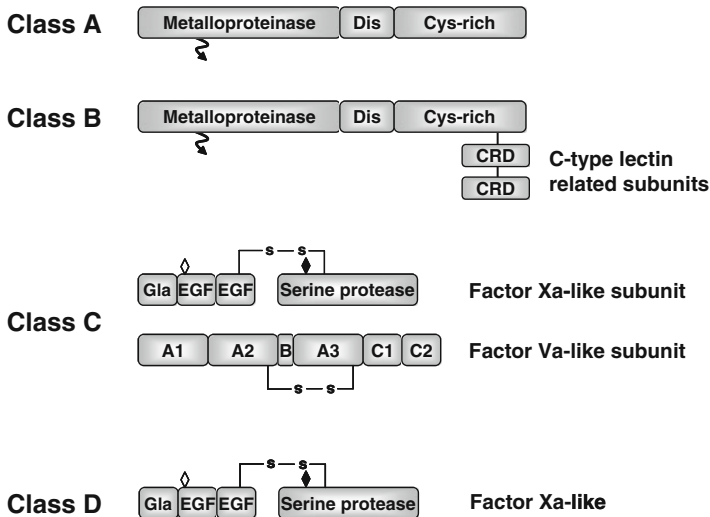 Class A Metalloproteinase Dis Cys-rich
Class B Metalloproteinase Dis Cys-rich
CRD C-type lectin
CRD related subunits
s s
Gla EGF EGF Serine protease Factor Xa-like subunit
Class C
A1 A2 B A3 C1 C2 Factor Va-like subunit
s s
s s
Class D Gla EGF EGF Serine protease Factor Xa-like